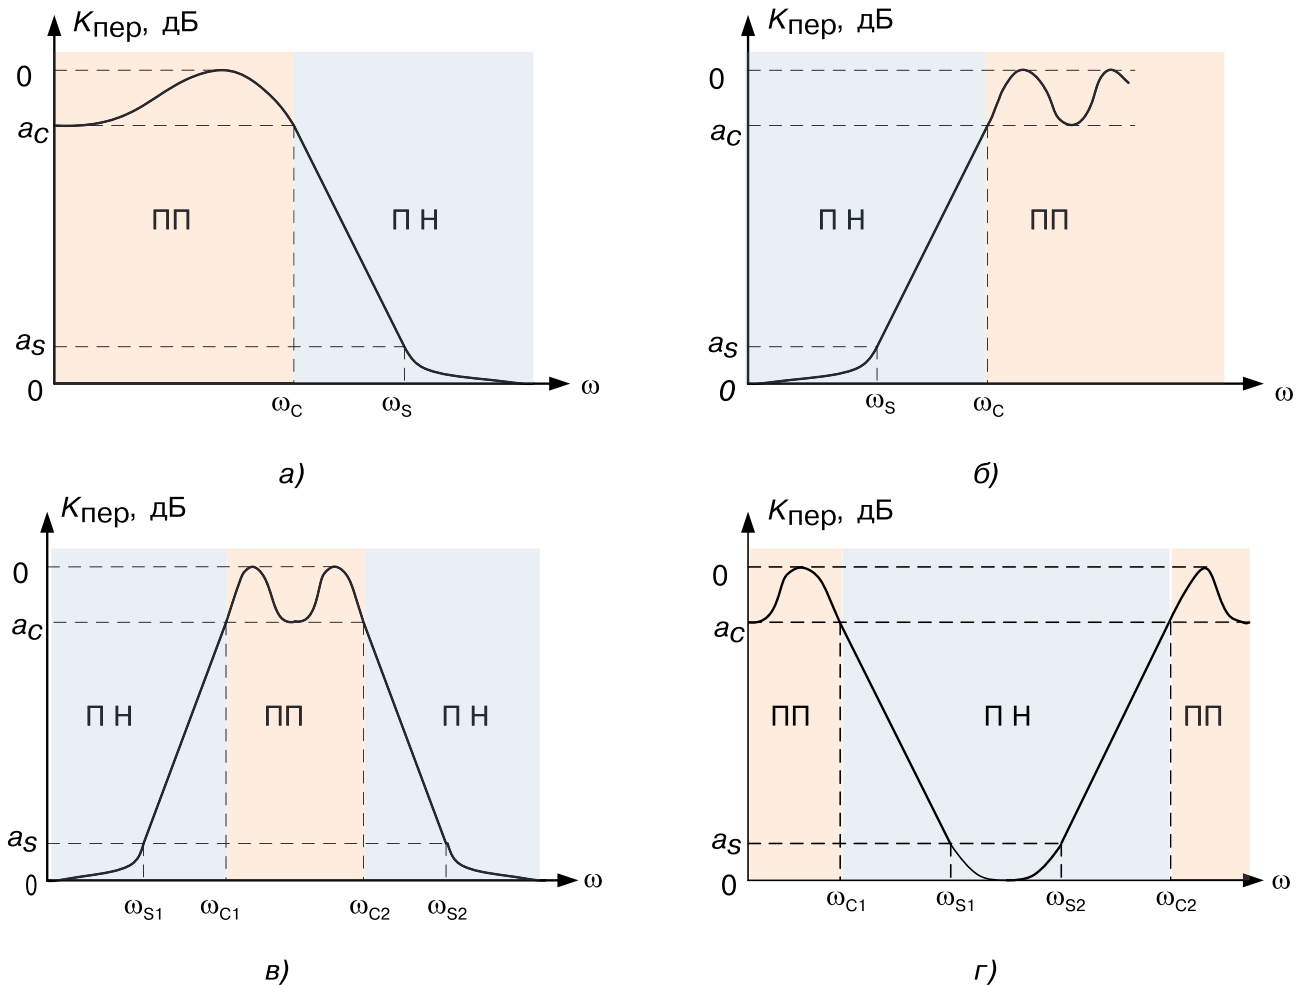 Kпер, дБ
0
aC
ПП
П Н
aS
0
ωC
ωS
ω
а)
Kпер, дБ
0
aC
П Н
ПП
aS
0
ωS
ωC
ω
б)
Kпер, дБ
0
aC
П Н
ПП
П Н
aS
0
ωS1
ωC1
ωC2
ωS2
ω
в)
Kпер, дБ
0
aC
ПП
П Н
ПП
aS
0
ωC1
ωS1
ωS2
ωC2
ω
г)